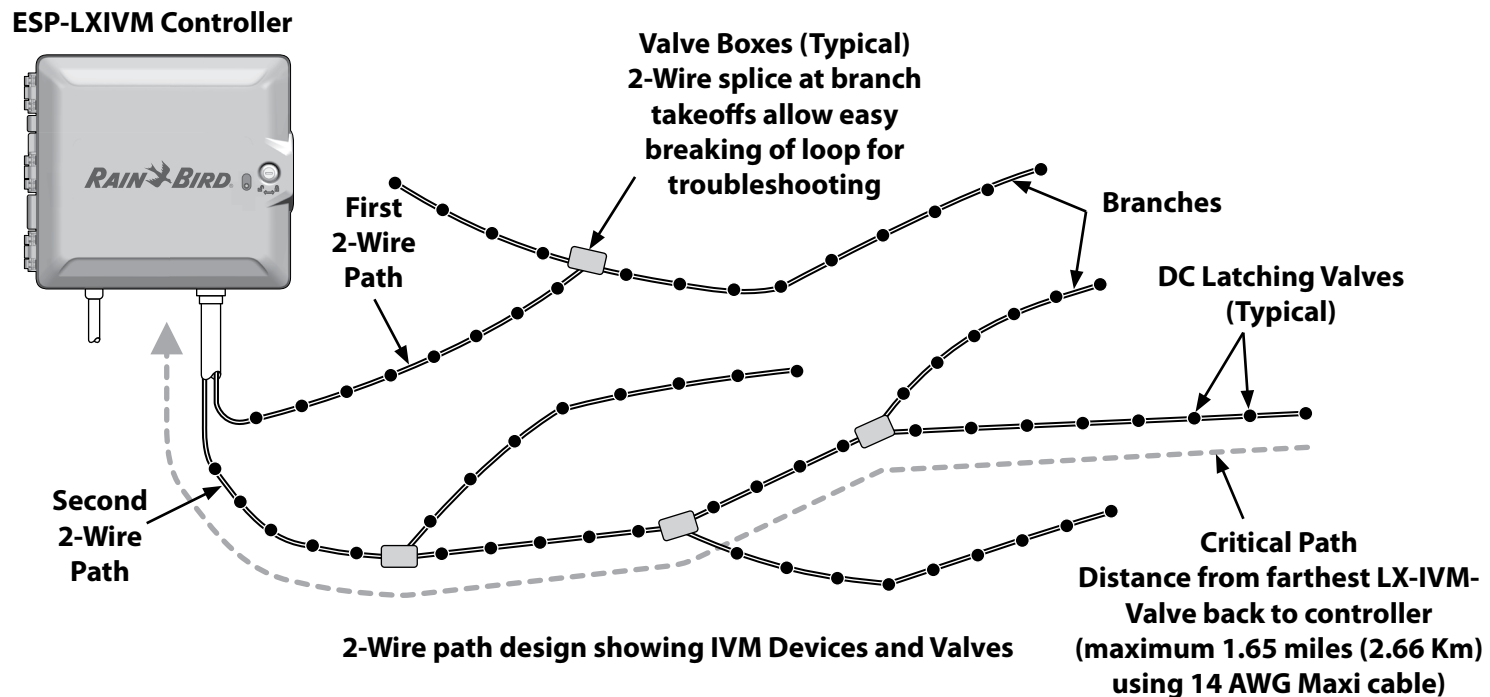 ESP-LXIVM Controller
RAIN BIRD
First
2-Wire
Path
Valve Boxes (Typical)
2-Wire splice at branch
takeoffs allow easy
breaking of loop for
troubleshooting
Branches
DC Latching Valves
(Typical)
Second
2-Wire
Path
Critical Path
Distance from farthest LX-IVM-
Valve back to controller
(maximum 1.65 miles (2.66 Km)
using 14 AWG Maxi cable)
2-Wire path design showing IVM Devices and Valves